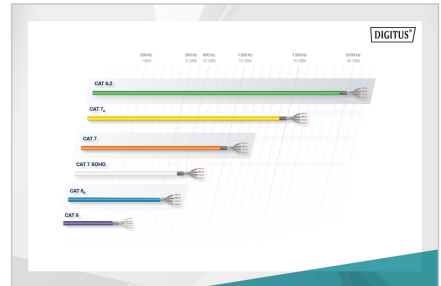 DIGITUS®
250 Hz 500 Hz 600 Hz 1200 Hz 1500 Hz 2000 Hz
CAT 8.2
CAT 7A
CAT 7
CAT 7 SOHO
CAT 6A
CAT 6